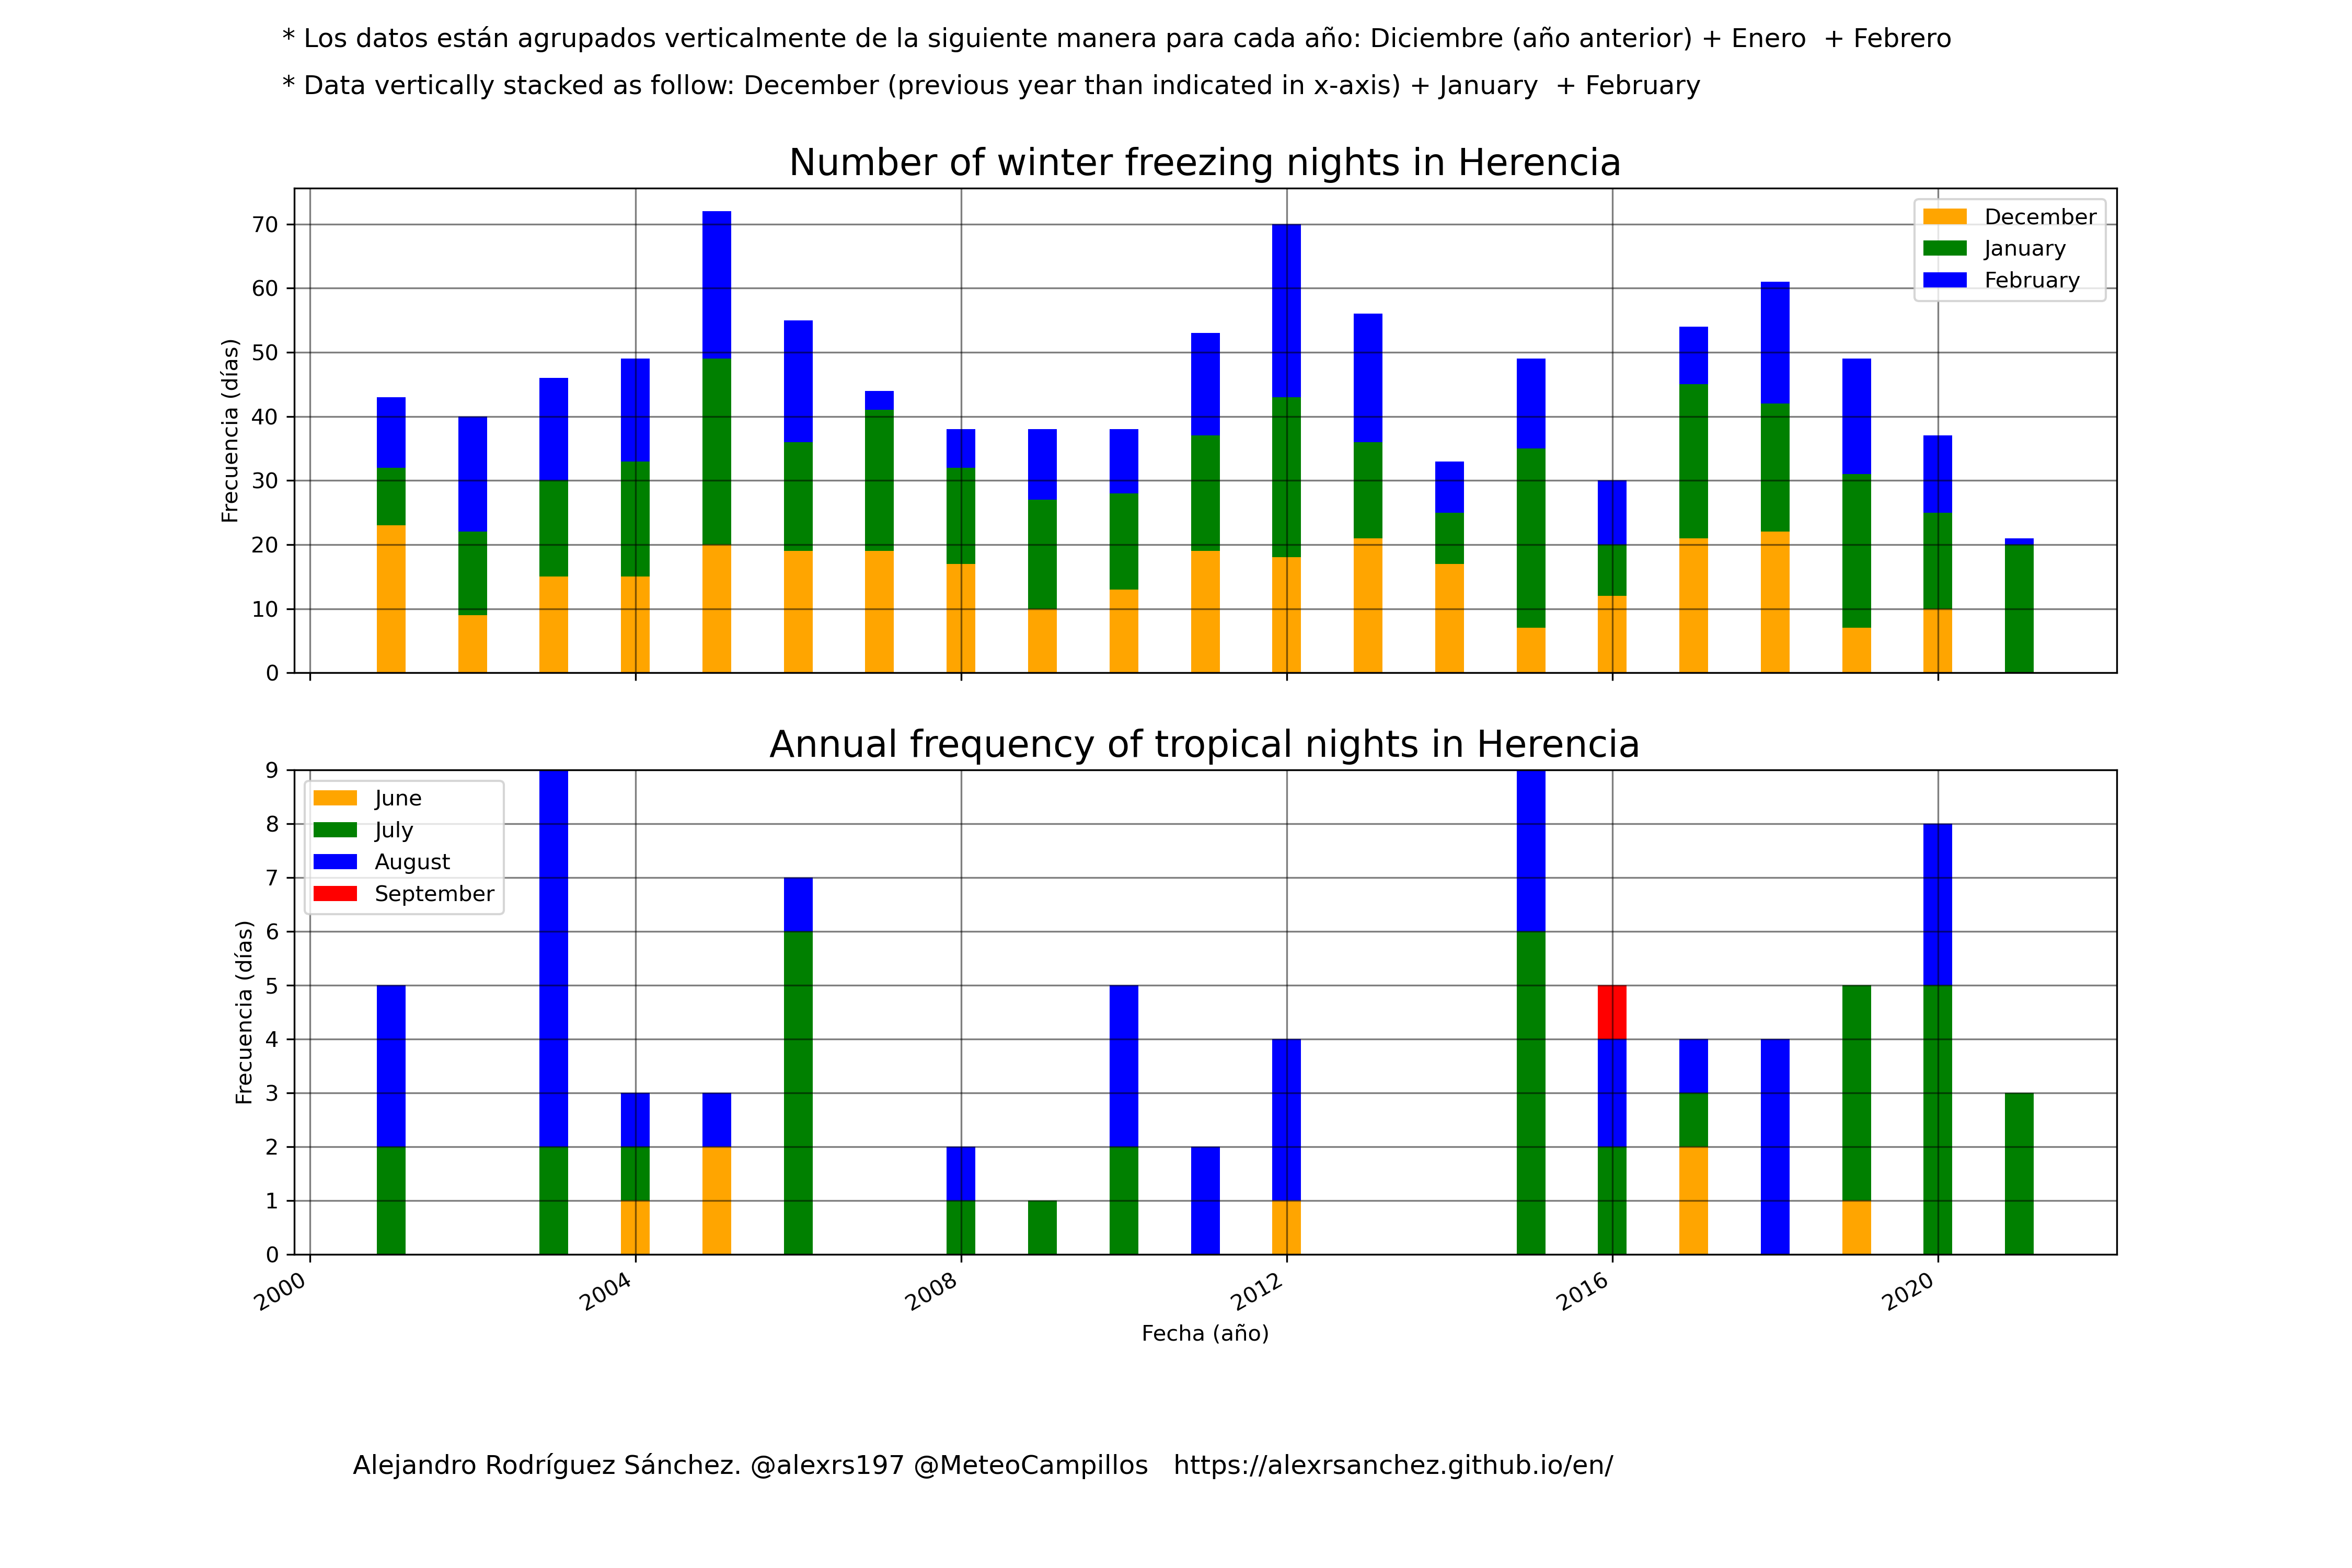 * Los datos están agrupados verticalmente de la siguiente manera para cada año: Diciembre (año anterior) + Enero  + Febrero
* Data vertically stacked as follow: December (previous year than indicated in x-axis) + January  + February
Number of winter freezing nights in Herencia
Frecuencia (días)
70
60
50
40
30
20
10
0
December
January
February
Annual frequency of tropical nights in Herencia
Frecuencia (días)
9
8
7
6
5
4
3
2
1
0
June
July
August
September
2000
2004
2008
2012
2016
2020
Fecha (año)
Alejandro Rodríguez Sánchez. @alexrs197 @MeteoCampillos   https://alexrsanchez.github.io/en/